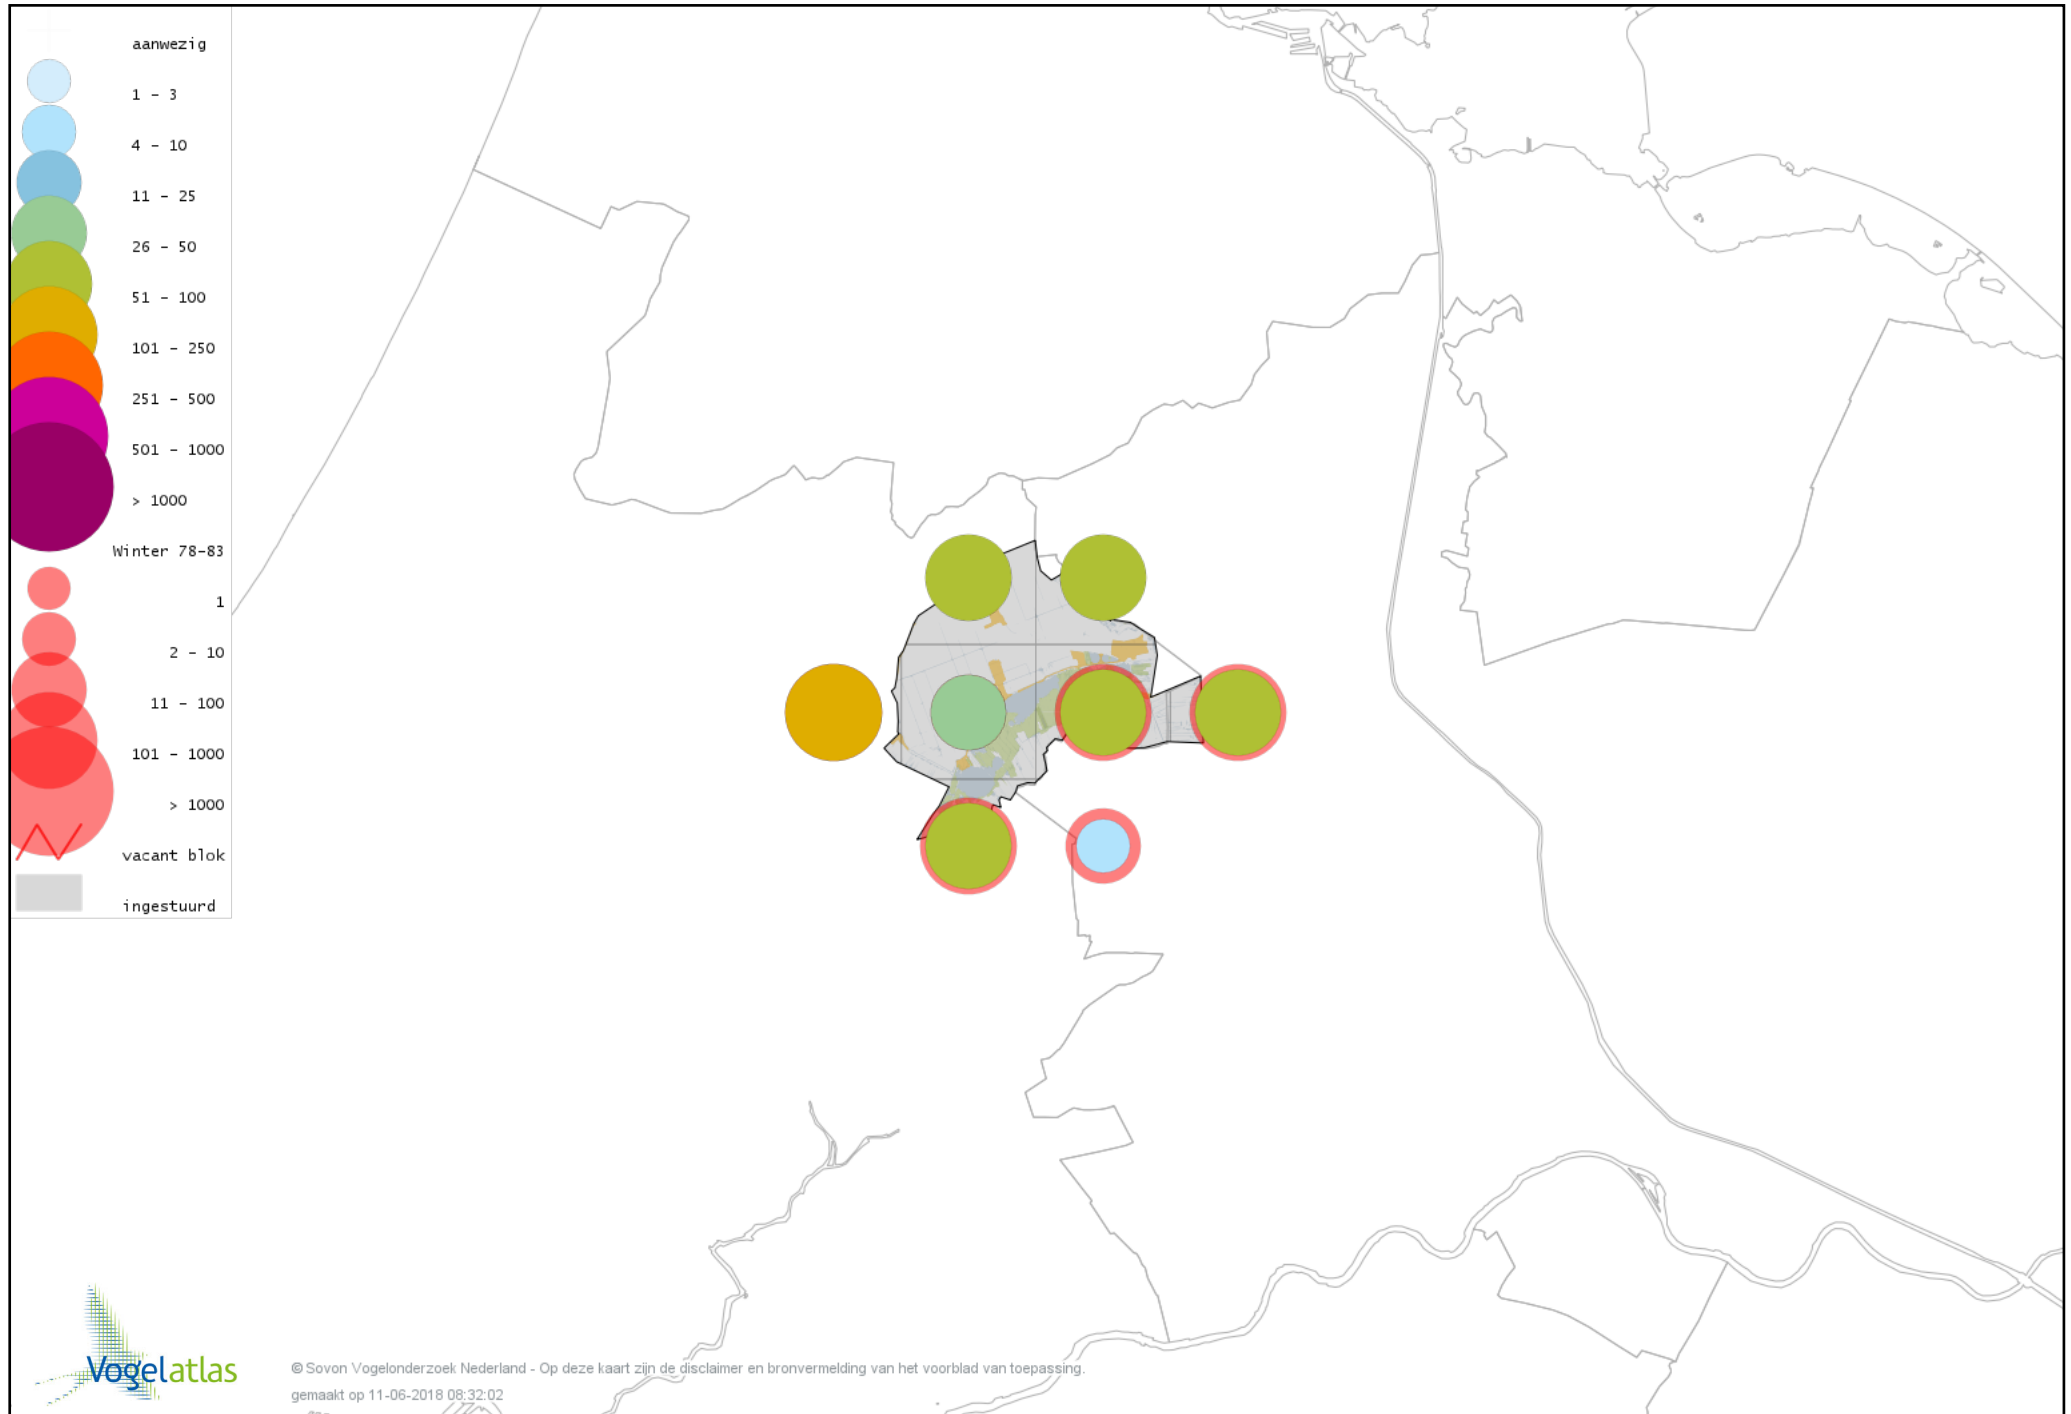 aanwezig
1 - 3
4 - 10
11 - 25
26 - 50
51 - 100
101 - 250
251 - 500
501 - 1000
> 1000
Winter 78-83
1
2 - 10
11 - 100
101 - 1000
> 1000
vacant blok
ingestuurd
Vogelatlas
© Sovon Vogelonderzoek Nederland - Op deze kaart zijn de disclaimer en bronvermelding van het voorblad van toepassing.
gemaakt op 11-06-2018 08:32:02